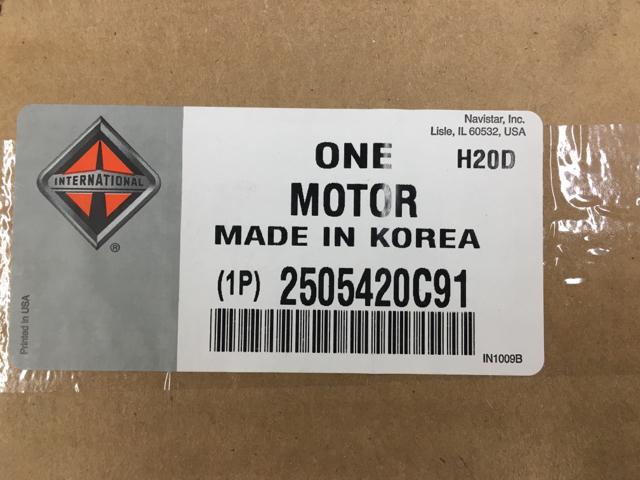 Navistar, Inc.
Lisle, IL 60532, USA
INTERNATIONAL
®
ONE H20D
MOTOR
MADE IN KOREA
(1P) 2505420C91
IN1009B
Printed in USA